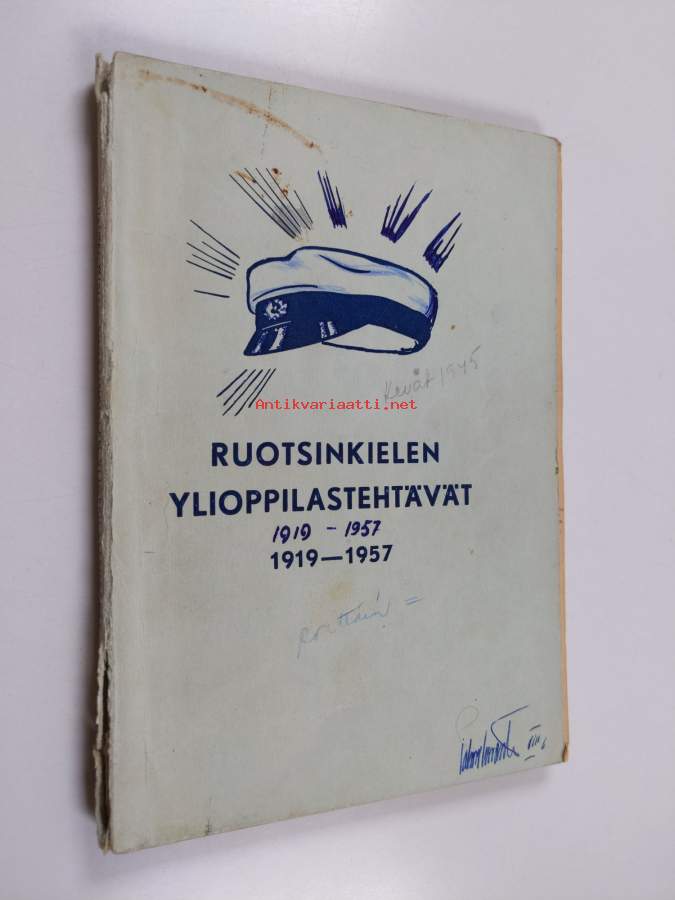 Kevät 1945
Antikvariaatti.net
RUOTSINKIELEN
YLIOPPILASTEHTÄVÄT
1919 - 1957
1919—1957